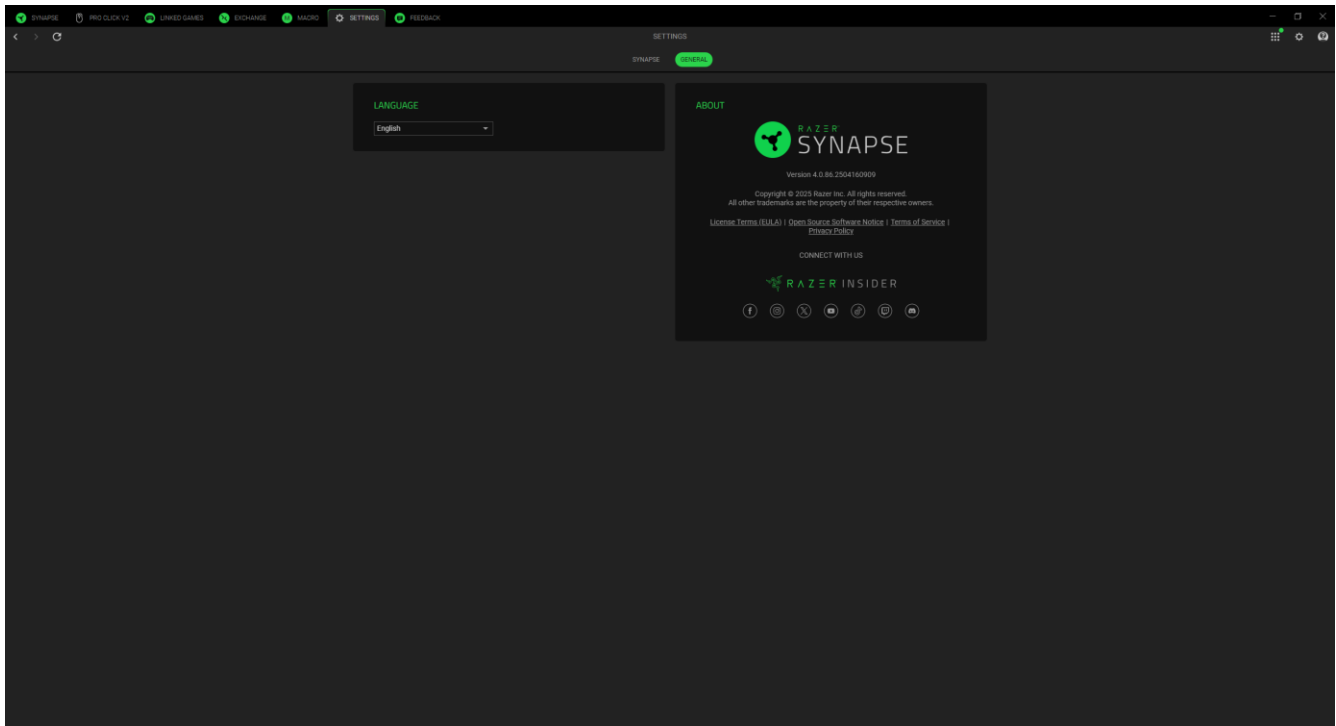 SYNAPSE PRO CLICK V2 LINKED GAMES EXCHANGE MACRO SETTINGS FEEDBACK
SETTINGS
SYNAPSE GENERAL
LANGUAGE
English
ABOUT
RAZER
SYNAPSE
Version 4.0.86.2504160909
Copyright © 2025 Razer Inc. All rights reserved.
All other trademarks are the property of their respective owners.
License Terms (EULA) | Open Source Software Notice | Terms of Service |
Privacy Policy
CONNECT WITH US
RAZER INSIDER